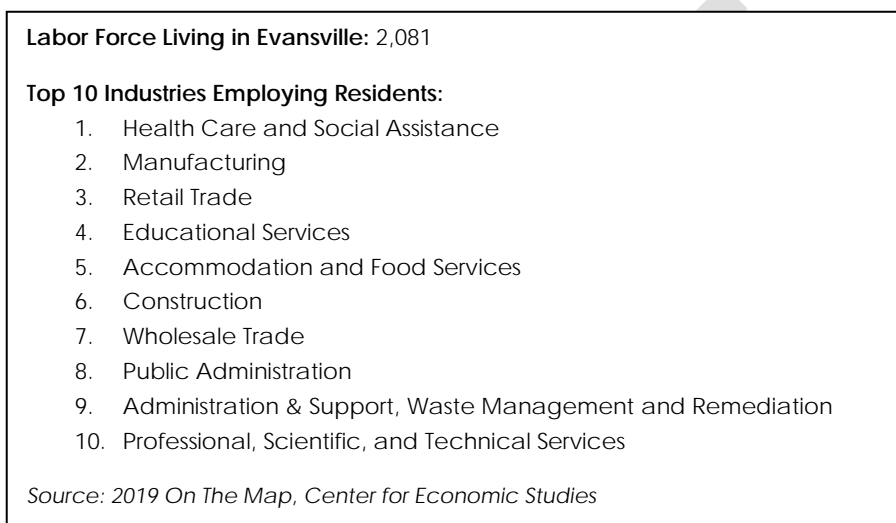 Labor Force Living in Evansville: 2,081
Top 10 Industries Employing Residents:
1. Health Care and Social Assistance
2. Manufacturing
3. Retail Trade
4. Educational Services
5. Accommodation and Food Services
6. Construction
7. Wholesale Trade
8. Public Administration
9. Administration & Support, Waste Management and Remediation
10. Professional, Scientific, and Technical Services
Source: 2019 On The Map, Center for Economic Studies